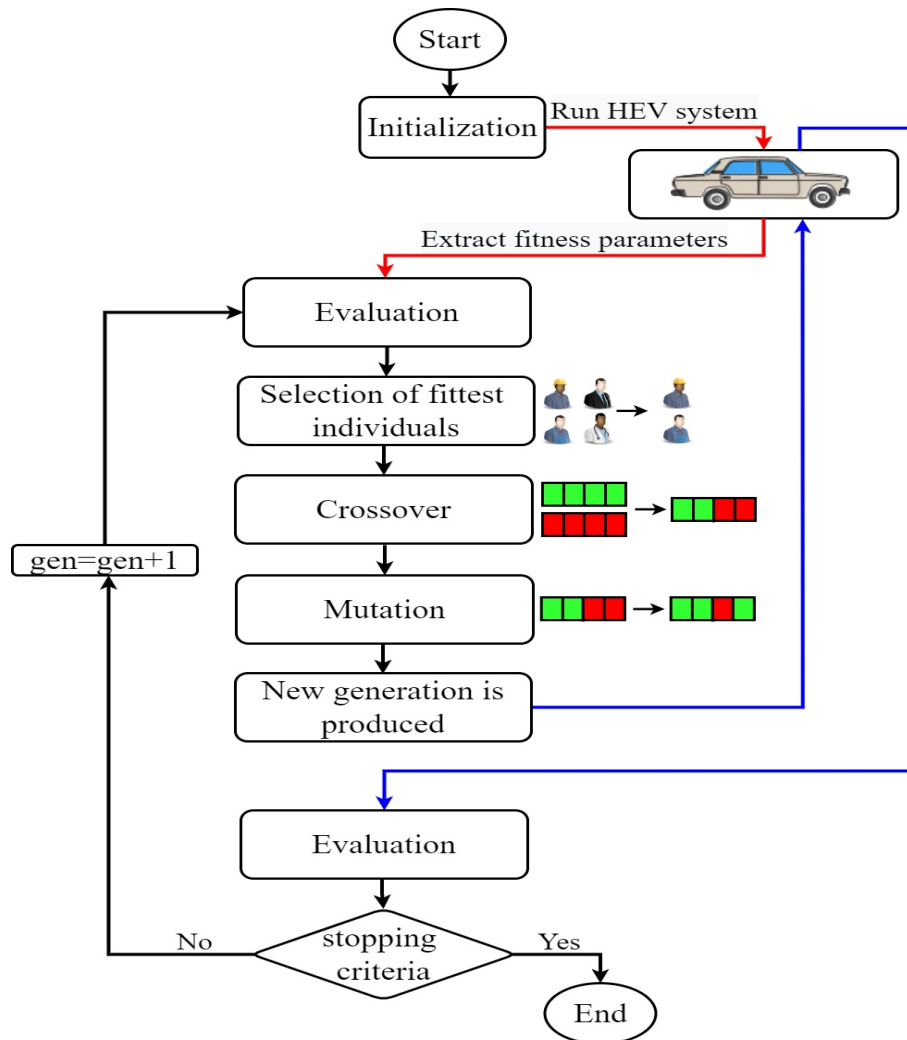 Start
Initialization
Run HEV system
Extract fitness parameters
Evaluation
Selection of fittest
individuals
Crossover
gen=gen+1
Mutation
New generation is
produced
Evaluation
No
stopping
criteria
Yes
End